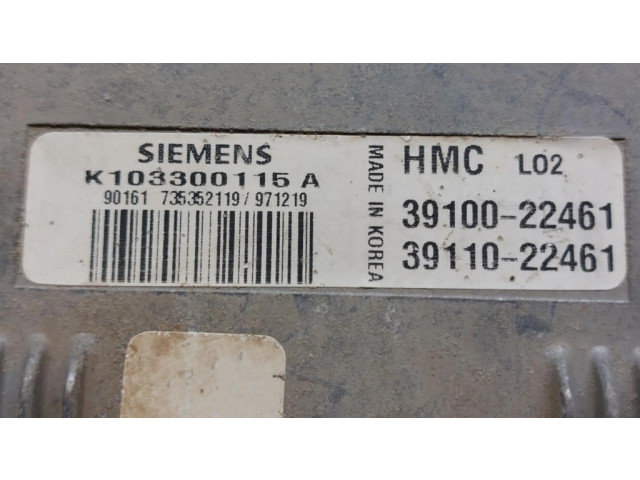 SIEMENS
K103300115 A
90161 735352119/971219
MADE IN KOREA
HMC L02
39100-22461
39110-22461